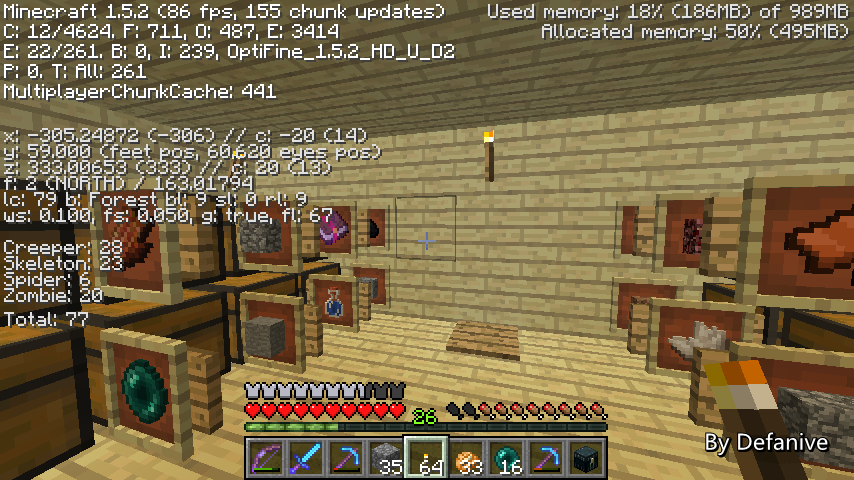 Minecraft 1.5.2 (86 fps, 155 chunk updates)
C: 12/4624, F: 711, O: 487, E: 3414
E: 22/261, B: 0, I: 239, OptiFine_1.5.2_HD_U_D2
P: 0, T: All: 261
MultiplayerChunkCache: 441
Used memory: 18% (186MB) of 989MB
Allocated memory: 50% (495MB)
x: -305.24872 (-306) // c: -20 (14)
y: 59.000 (feet pos, 60.620 eyes pos)
z: 333.00653 (333) // c: 20 (13)
f: 2 (NORTH) / 163.01794
lc: 79 b: Forest bl: 9 sl: 0 rl: 9
ws: 0.100, fs: 0.050, g: true, fl: 67
Creeper: 28
Skeleton: 23
Spider: 6
Zombie: 20
Total: 77
26
35 64 33 16
By Defanive